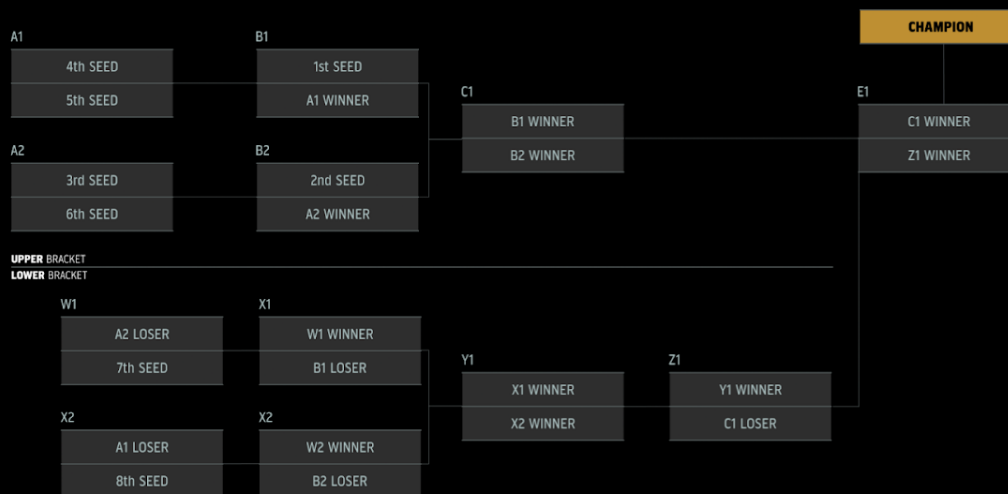 CHAMPION
A1
4th SEED
5th SEED
B1
1st SEED
A1 WINNER
C1
B1 WINNER
B2 WINNER
E1
C1 WINNER
Z1 WINNER
A2
3rd SEED
6th SEED
B2
2nd SEED
A2 WINNER
UPPER BRACKET
LOWER BRACKET
W1
A2 LOSER
7th SEED
X1
W1 WINNER
B1 LOSER
Y1
X1 WINNER
X2 WINNER
Z1
Y1 WINNER
C1 LOSER
X2
A1 LOSER
8th SEED
X2
W2 WINNER
B2 LOSER